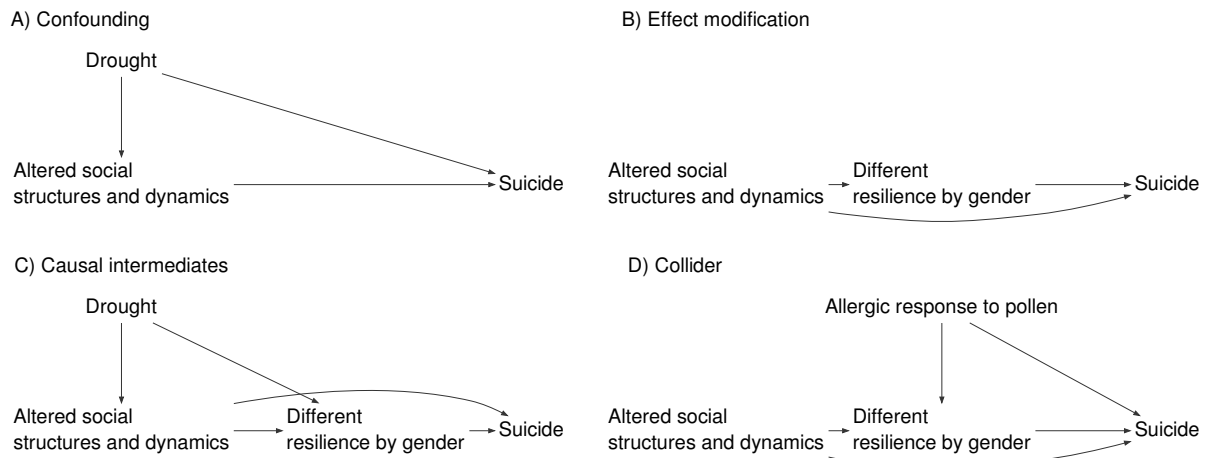 A) Confounding
Drought
Altered social
structures and dynamics
Suicide
B) Effect modification
Altered social
structures and dynamics
Different
resilience by gender
Suicide
C) Causal intermediates
Drought
Altered social
structures and dynamics
Different
resilience by gender
Suicide
D) Collider
Allergic response to pollen
Altered social
structures and dynamics
Different
resilience by gender
Suicide